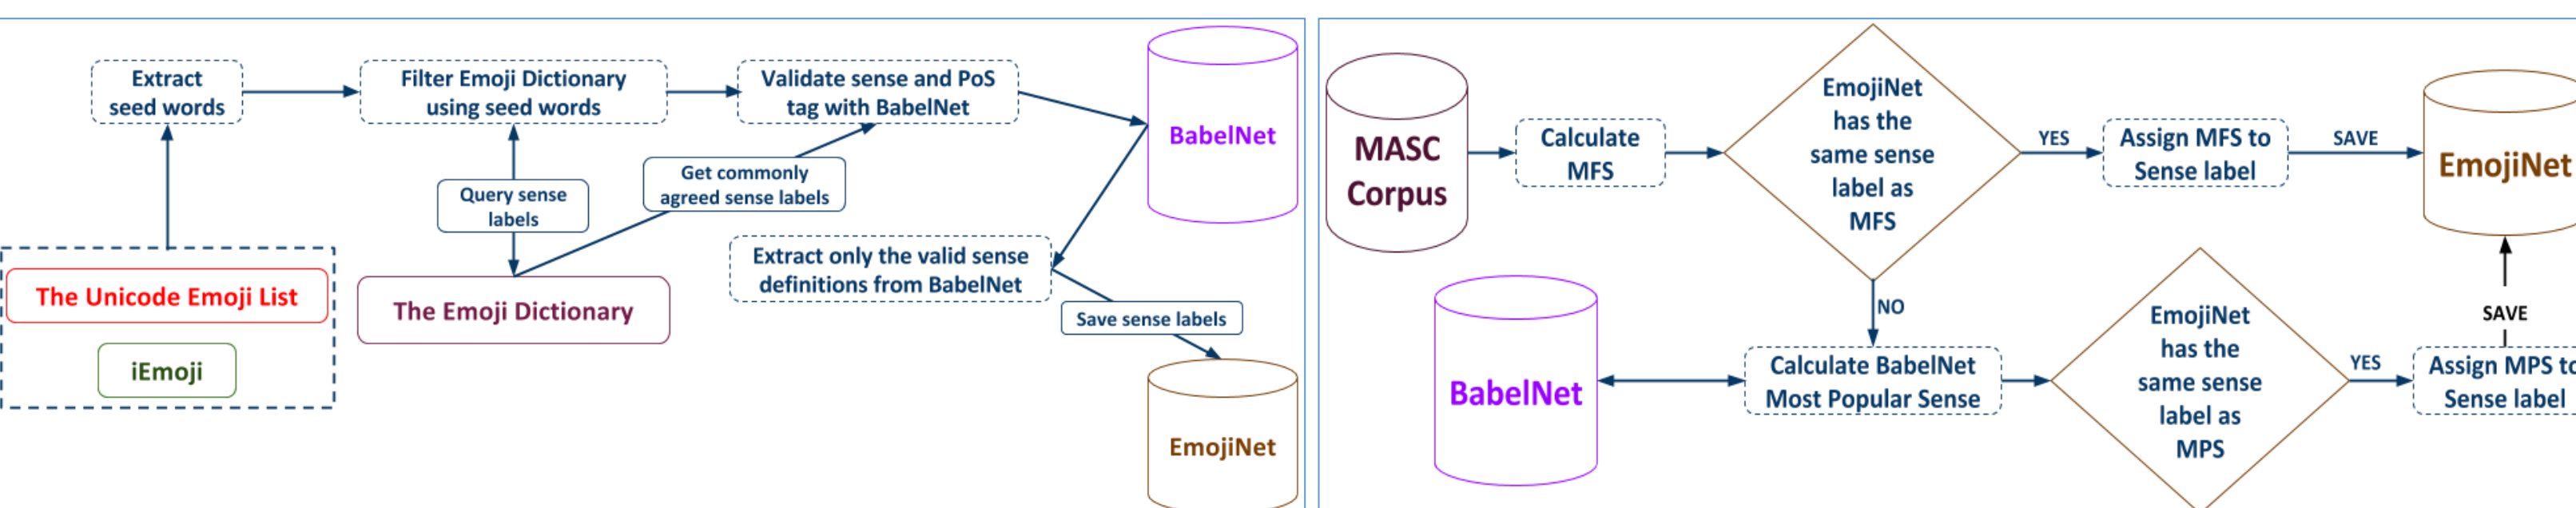 Extract
seed words
Filter Emoji Dictionary
using seed words
Validate sense and PoS
tag with BabelNet
BabelNet
Query sense
labels
Get commonly
agreed sense labels
The Unicode Emoji List
iEmoji
The Emoji Dictionary
Extract only the valid sense
definitions from BabelNet
Save sense labels
EmojiNet
MASC
Corpus
Calculate
MFS
EmojiNet
has the
same sense
label as
MFS
YES
Assign MFS to
Sense label
SAVE
EmojiNet
NO
BabelNet
Calculate BabelNet
Most Popular Sense
EmojiNet
has the
same sense
label as
MPS
YES
Assign MPS to
Sense label
SAVE